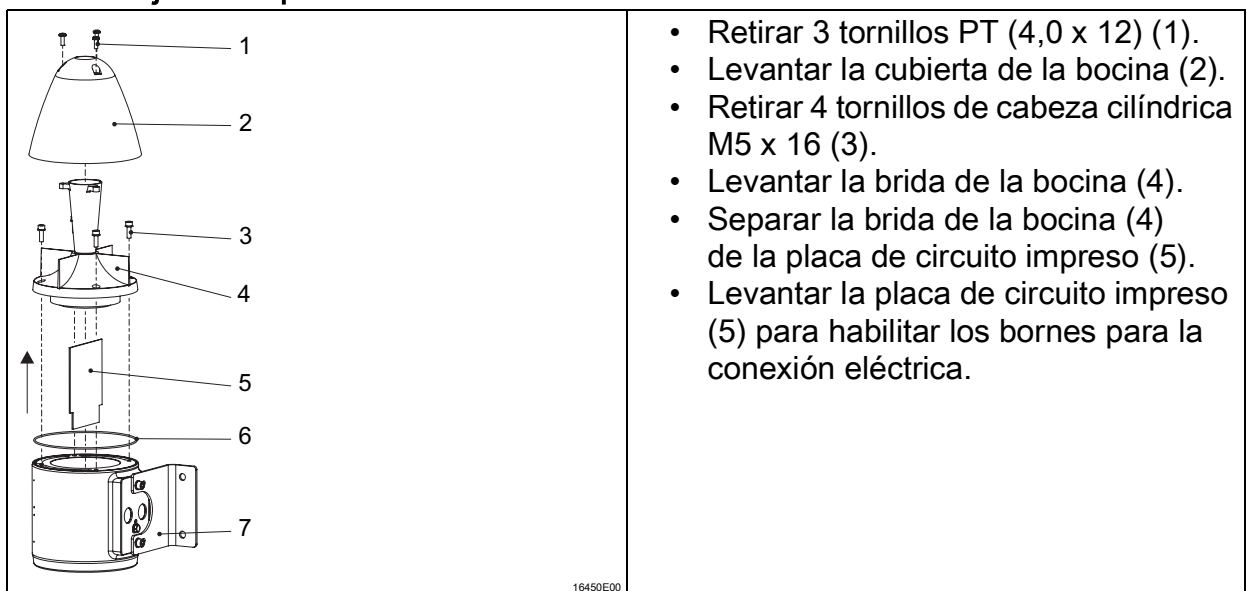 1
2
3
4
5
6
7
16450E00
• Retirar 3 tornillos PT (4,0 x 12) (1).
• Levantar la cubierta de la bocina (2).
• Retirar 4 tornillos de cabeza cilíndrica
M5 x 16 (3).
• Levantar la brida de la bocina (4).
• Separar la brida de la bocina (4)
de la placa de circuito impreso (5).
• Levantar la placa de circuito impreso
(5) para habilitar los bornes para la
conexión eléctrica.